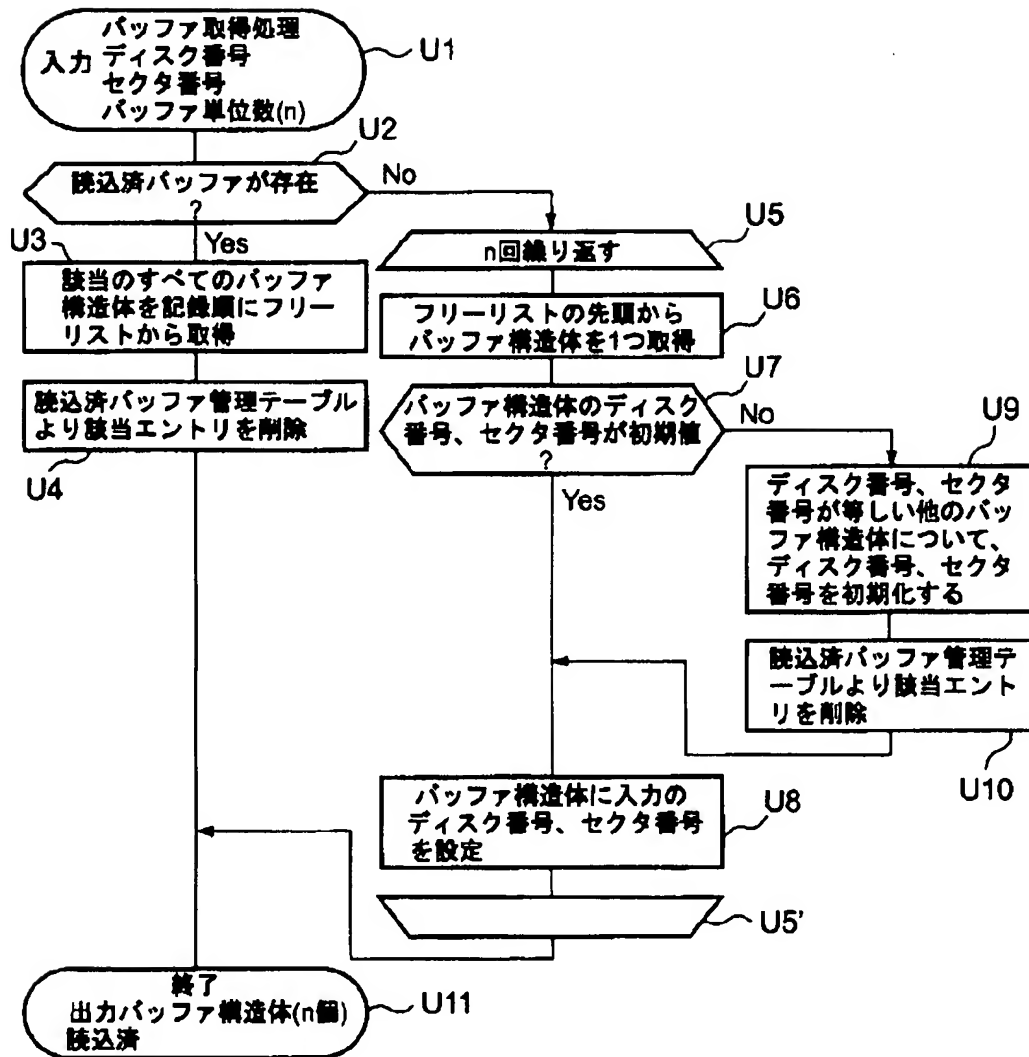 バッファ取得処理
入力 ディスク番号
セクタ番号
バッファ単位数(n)
U1
U2
読込済バッファが存在
?
No
Yes
U3
該当のすべてのバッファ
構造体を記録順にフリー
リストから取得
読込済バッファ管理テーブル
より該当エントリを削除
U4
U5
n回繰り返す
フリーリストの先頭から
バッファ構造体を1つ取得
U6
U7
バッファ構造体のディスク
番号、セクタ番号が初期値
?
No
Yes
U9
ディスク番号、セクタ
番号が等しい他のバッ
ファ構造体について、
ディスク番号、セクタ
番号を初期化する
読込済バッファ管理テ
ーブルより該当エント
リを削除
U10
バッファ構造体に入力の
ディスク番号、セクタ番号
を設定
U8
U5'
終了
出力バッファ構造体(n個)
読込済
U11